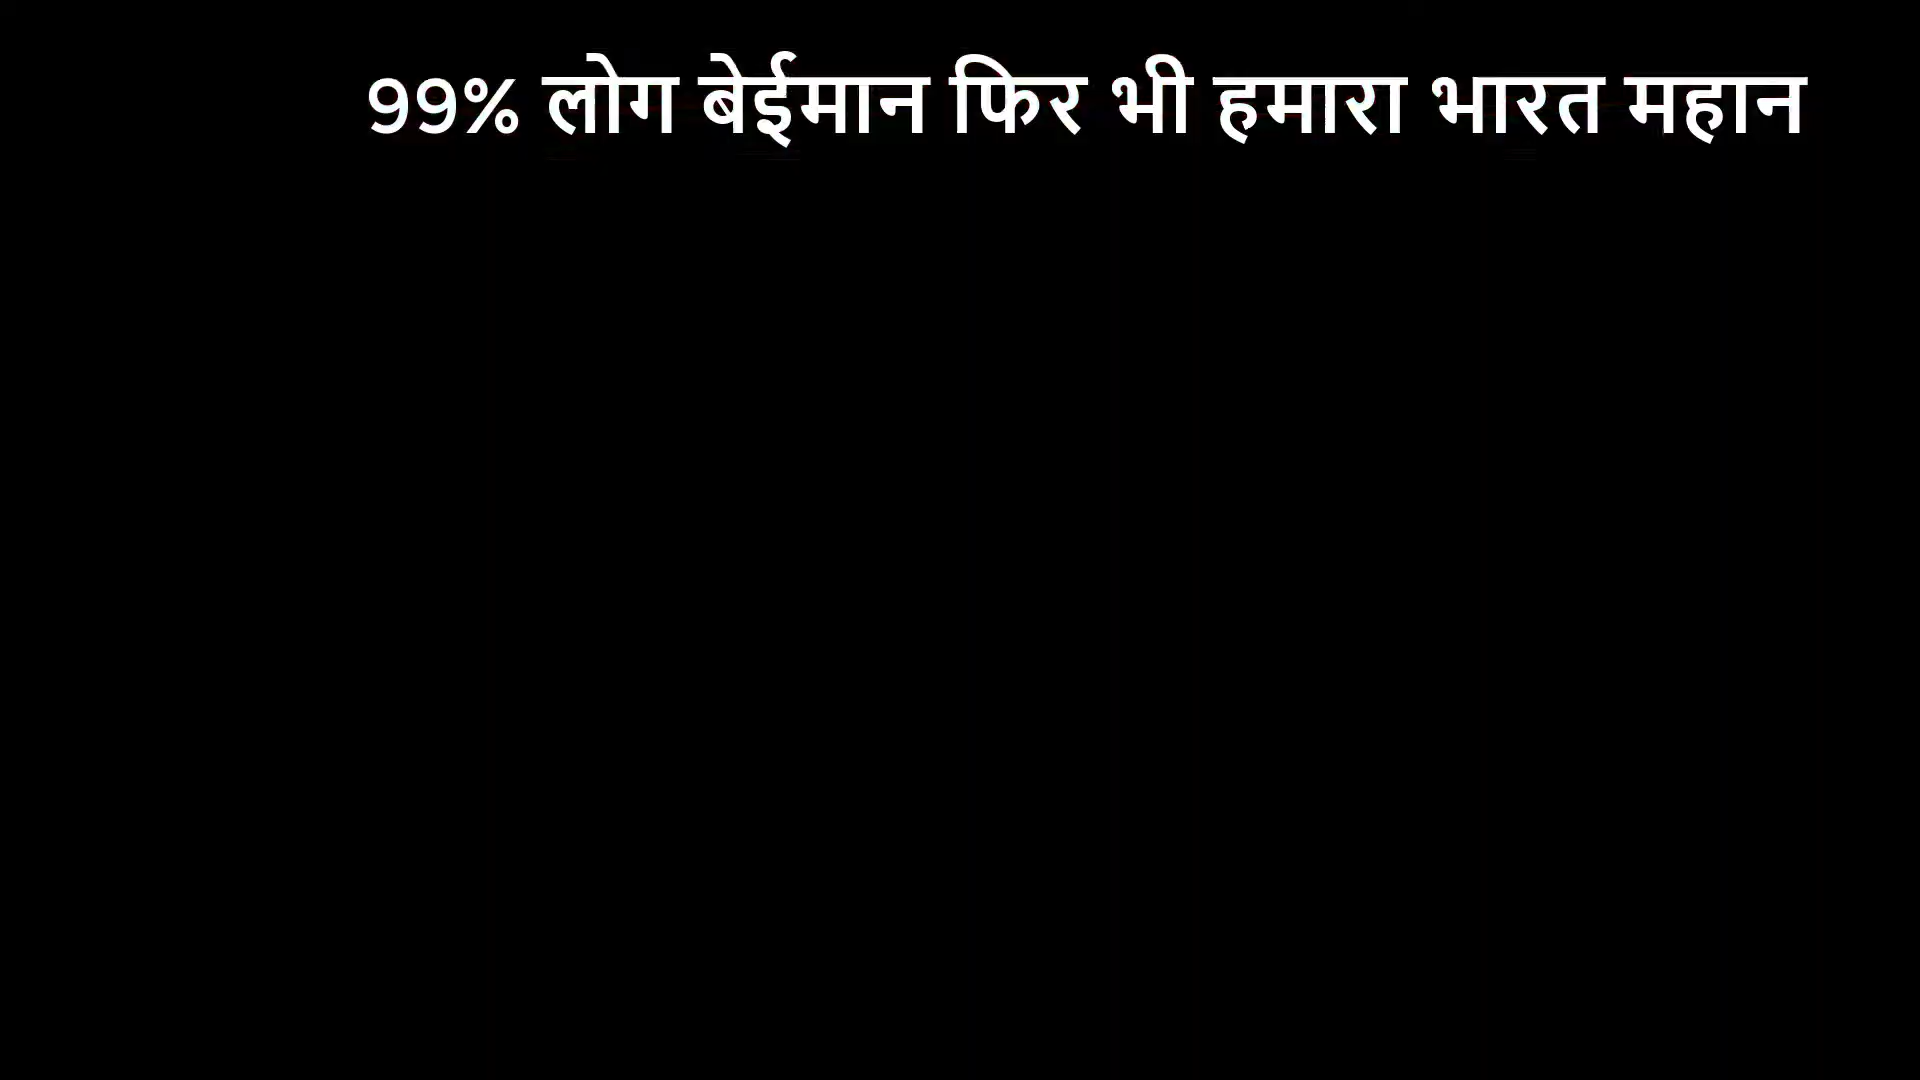 99% लोग बेईमान फिर भी हमारा भारत महान